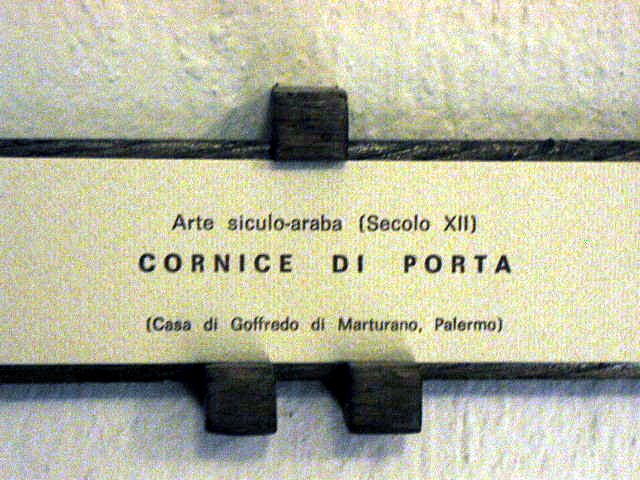 Arte siculo-araba (Secolo XII)
CORNICE DI PORTA
(Casa di Goffredo di Marturano, Palermo)